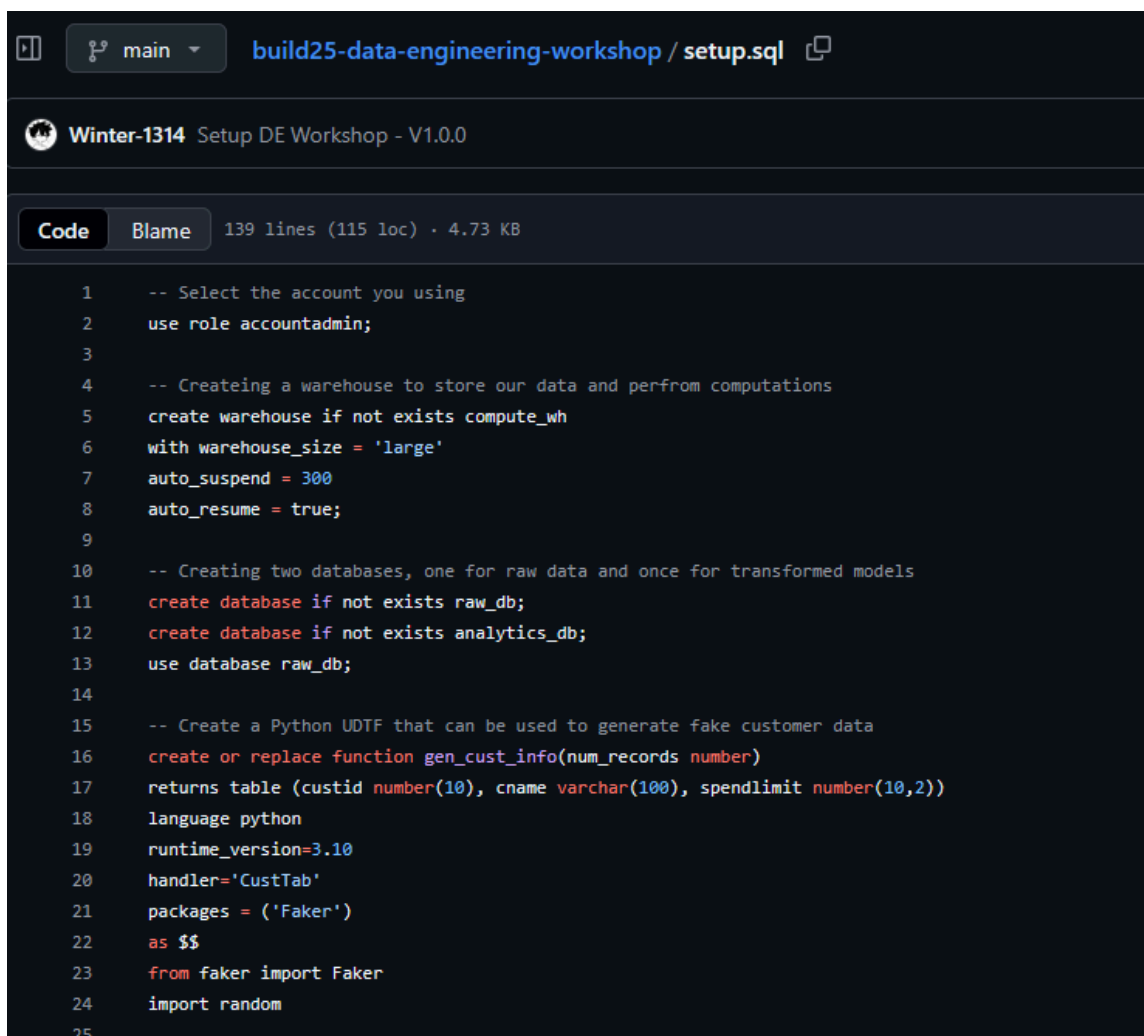 main
build25-data-engineering-workshop / setup.sql
Winter-1314 Setup DE Workshop - V1.0.0
Code Blame 139 lines (115 loc) · 4.73 KB
1 -- Select the account you using
2 use role accountadmin;
3
4 -- Createing a warehouse to store our data and perfrom computations
5 create warehouse if not exists compute_wh
6 with warehouse_size = 'large'
7 auto_suspend = 300
8 auto_resume = true;
9
10 -- Creating two databases, one for raw data and once for transformed models
11 create database if not exists raw_db;
12 create database if not exists analytics_db;
13 use database raw_db;
14
15 -- Create a Python UDTF that can be used to generate fake customer data
16 create or replace function gen_cust_info(num_records number)
17 returns table (custid number(10), cname varchar(100), spendlimit number(10,2))
18 language python
19 runtime_version=3.10
20 handler='CustTab'
21 packages = ('Faker')
22 as $$
23 from faker import Faker
24 import random
25